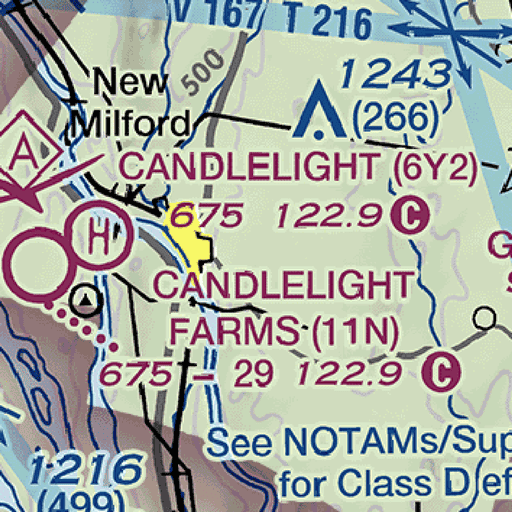 V 167 T 216
500
New
Milford
1243
(266)
A
CANDLELIGHT (6Y2)
675 122.9 C
H
CANDLELIGHT
FARMS (11N)
675 - 29 122.9 C
G
S
See NOTAMs/Sup
for Class D/ef
1216
(499)